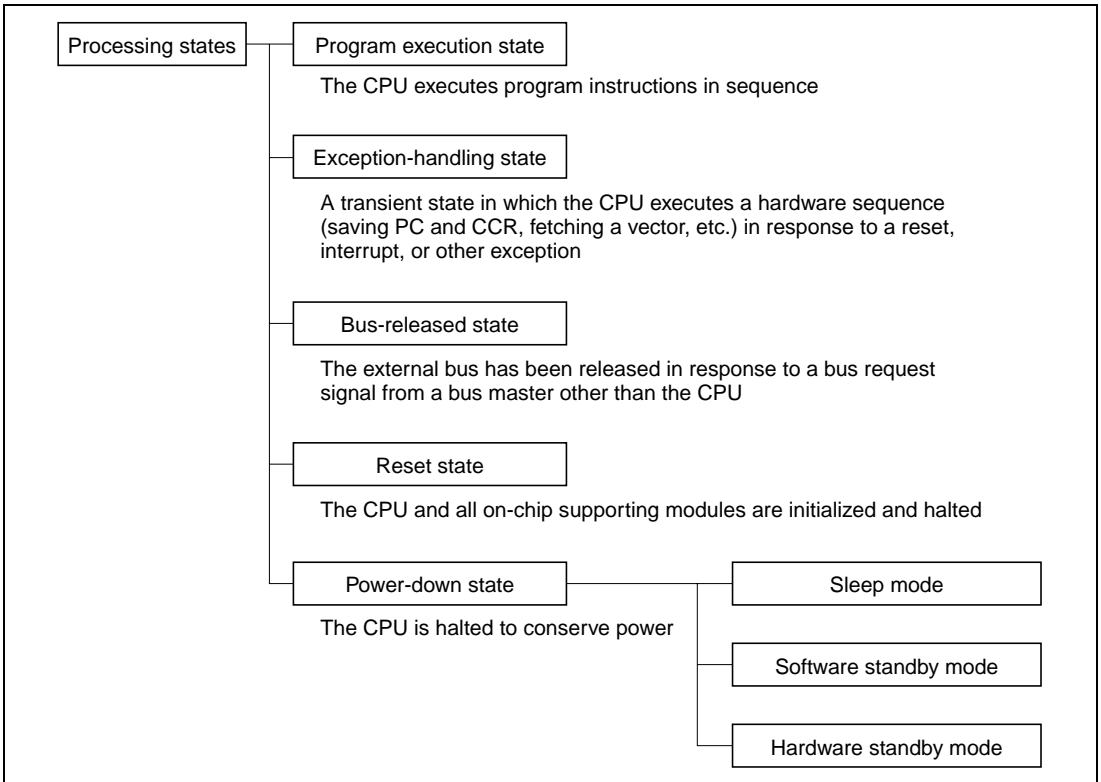 Processing states
Program execution state
The CPU executes program instructions in sequence
Exception-handling state
A transient state in which the CPU executes a hardware sequence
(saving PC and CCR, fetching a vector, etc.) in response to a reset,
interrupt, or other exception
Bus-released state
The external bus has been released in response to a bus request
signal from a bus master other than the CPU
Reset state
The CPU and all on-chip supporting modules are initialized and halted
Power-down state
Sleep mode
The CPU is halted to conserve power
Software standby mode
Hardware standby mode